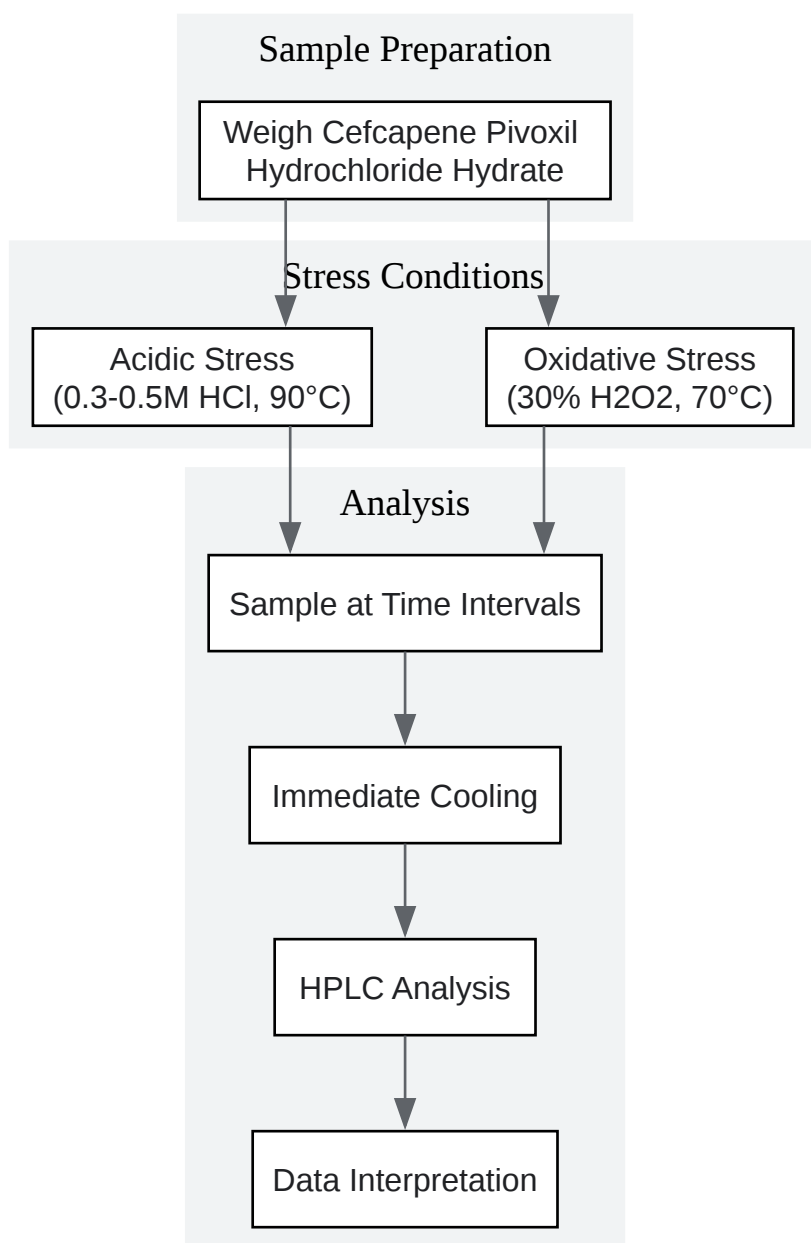 Sample Preparation
Weigh Cefcapene Pivoxil
Hydrochloride Hydrate
Stress Conditions
Acidic Stress
(0.3-0.5M HCl, 90°C)
Oxidative Stress
(30% H2O2, 70°C)
Analysis
Sample at Time Intervals
Immediate Cooling
HPLC Analysis
Data Interpretation